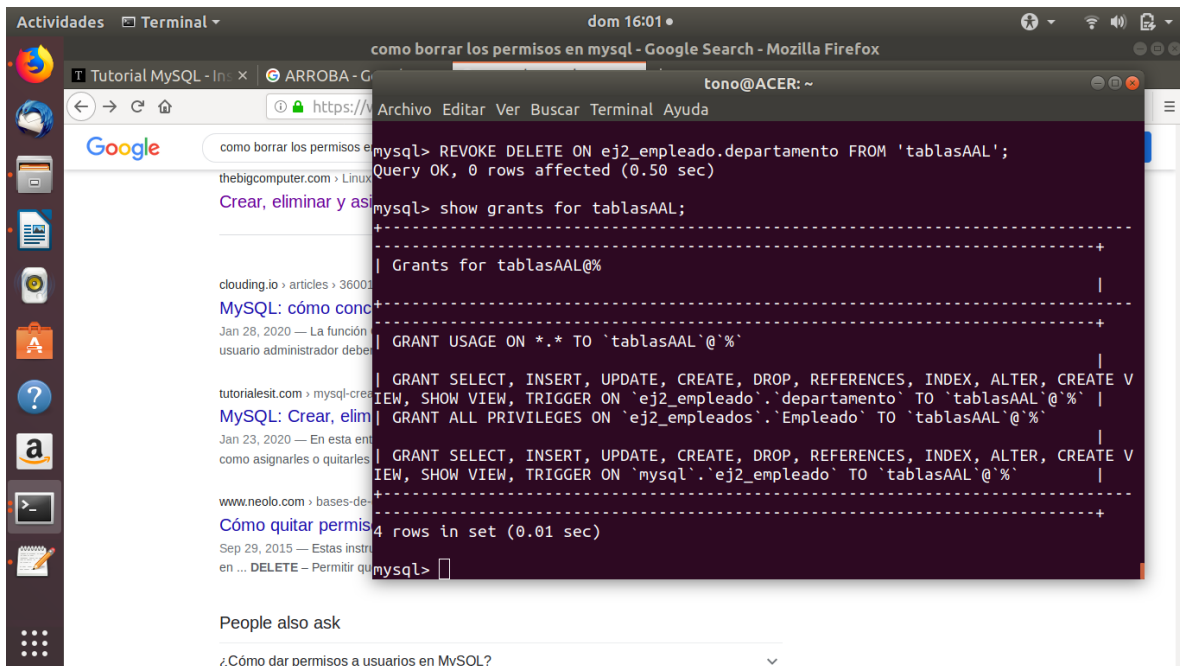 Actividades Terminal dom 16:01
como borrar los permisos en mysql - Google Search - Mozilla Firefox
Tutorial MySQL - Ins × ARROBA - G
tono@ACER: ~
https://
Archivo Editar Ver Buscar Terminal Ayuda
Google
como borrar los permisos e
mysql> REVOKE DELETE ON ej2_empleado.departamento FROM 'tablasAAL';
Query OK, 0 rows affected (0.50 sec)
mysql> show grants for tablasAAL;
+---------------------------------------------------------------------------------
------------------------------------------------------------------------------+
| Grants for tablasAAL@%
|
+---------------------------------------------------------------------------------
------------------------------------------------------------------------------+
| GRANT USAGE ON *.* TO `tablasAAL`@`%`
|
| GRANT SELECT, INSERT, UPDATE, CREATE, DROP, REFERENCES, INDEX, ALTER, CREATE V
IEW, SHOW VIEW, TRIGGER ON `ej2_empleado`.`departamento` TO `tablasAAL`@`%` |
| GRANT ALL PRIVILEGES ON `ej2_empleados`.`Empleado` TO `tablasAAL`@`%`
|
| GRANT SELECT, INSERT, UPDATE, CREATE, DROP, REFERENCES, INDEX, ALTER, CREATE V
IEW, SHOW VIEW, TRIGGER ON `mysql`.`ej2_empleado` TO `tablasAAL`@`%` |
+---------------------------------------------------------------------------------
------------------------------------------------------------------------------+
4 rows in set (0.01 sec)
mysql>
thebigcomputer.com › Linux
Crear, eliminar y asi
clouding.io › articles › 36001
MySQL: cómo conc
Jan 28, 2020 — La función
usuario administrador deber
tutorialesit.com › mysql-crea
MySQL: Crear, elim
Jan 23, 2020 — En esta ent
como asignarles o quitarles
www.neolo.com › bases-de-
Cómo quitar permis
Sep 29, 2015 — Estas instru
en ... DELETE – Permitir qu
People also ask
¿Cómo dar permisos a usuarios en MySQL?